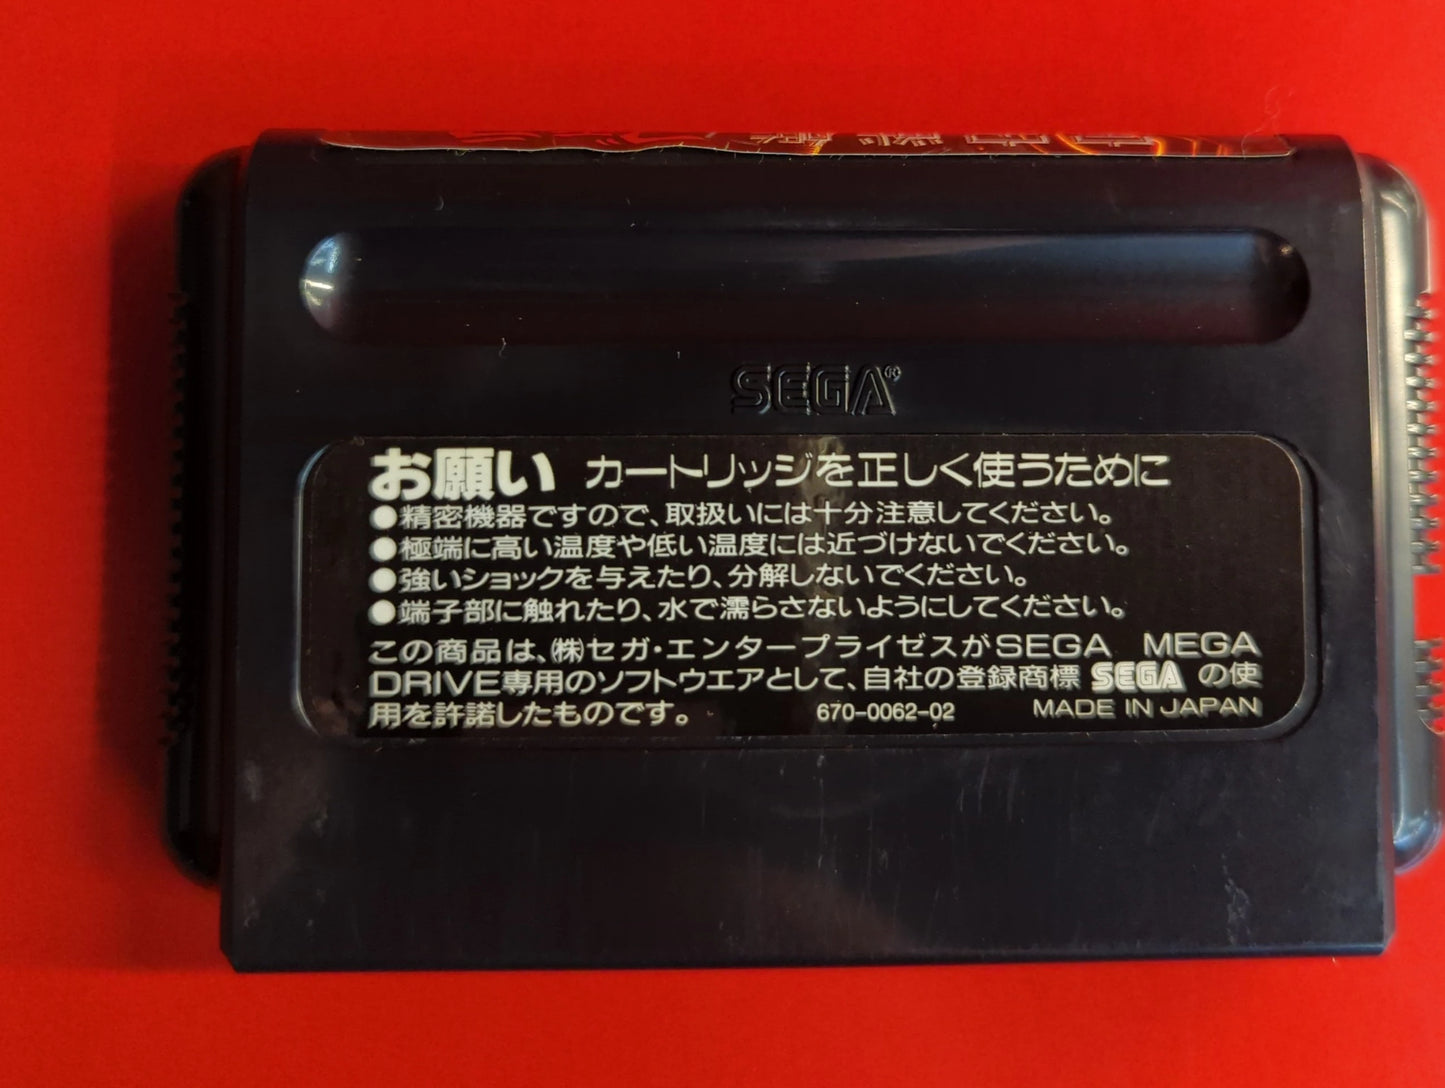 SEGA®
お願い カートリッジを正しく使うために
●精密機器ですので、取扱いには十分注意してください。
●極端に高い温度や低い温度には近づけないでください。
●強いショックを与えたり、分解しないでください。
●端子部に触れたり、水で濡らさないようにしてください。
この商品は、㈱セガ・エンタープライゼスがSEGA MEGA
DRIVE専用のソフトウエアとして、自社の登録商標 SEGA の使
用を許諾したものです。 670-0062-02 MADE IN JAPAN